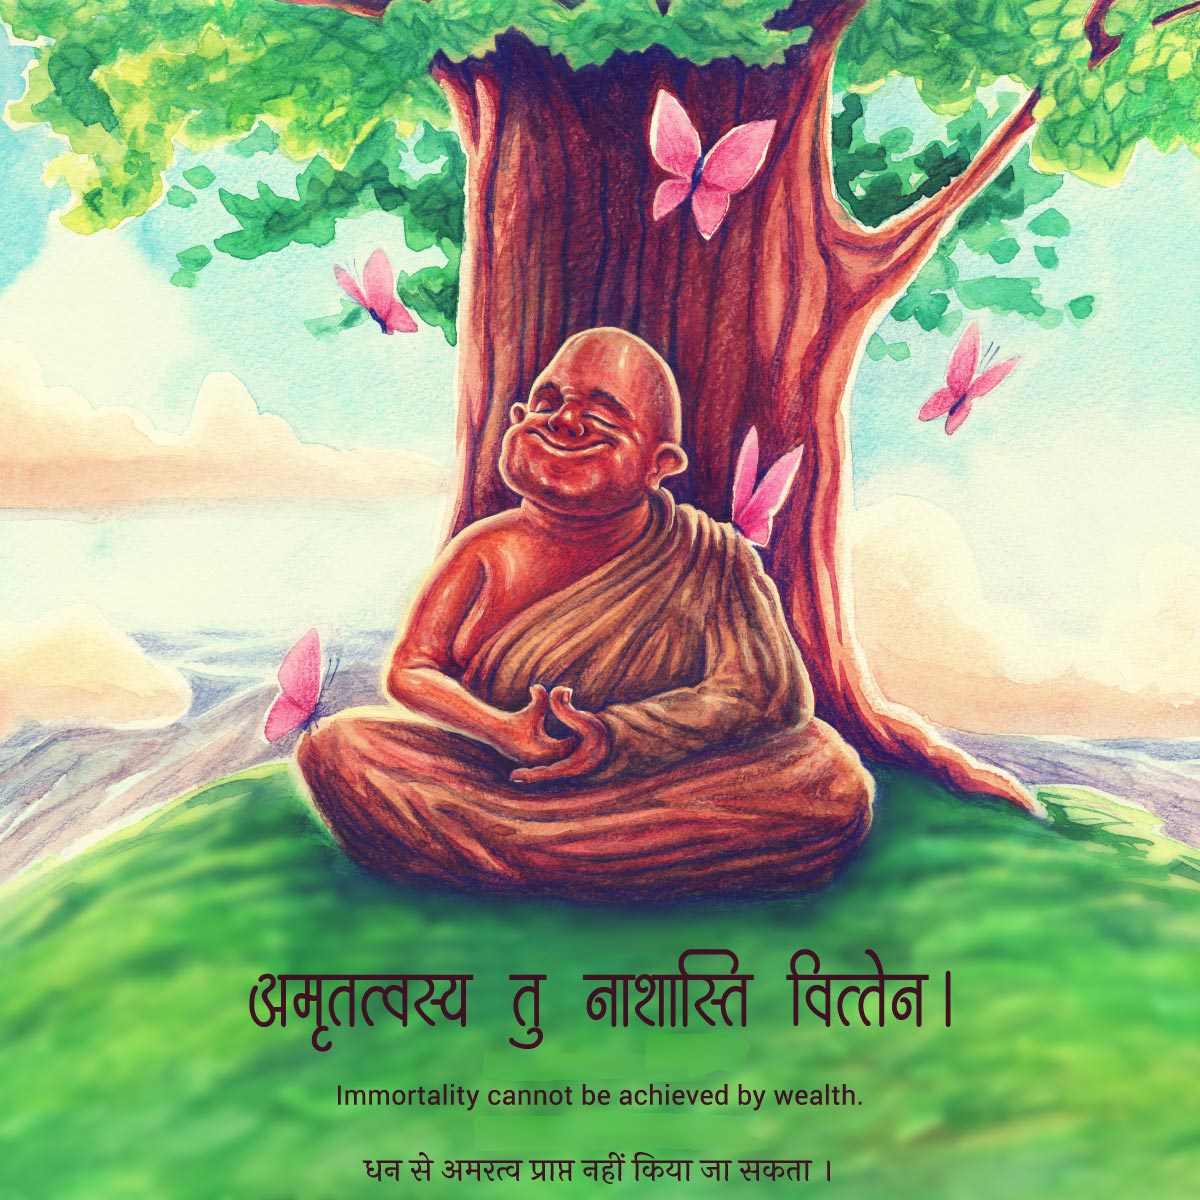 अमृतत्वस्य तु नाशास्ति वित्तेन।
Immortality cannot be achieved by wealth.
धन से अमरत्व प्राप्त नहीं किया जा सकता ।